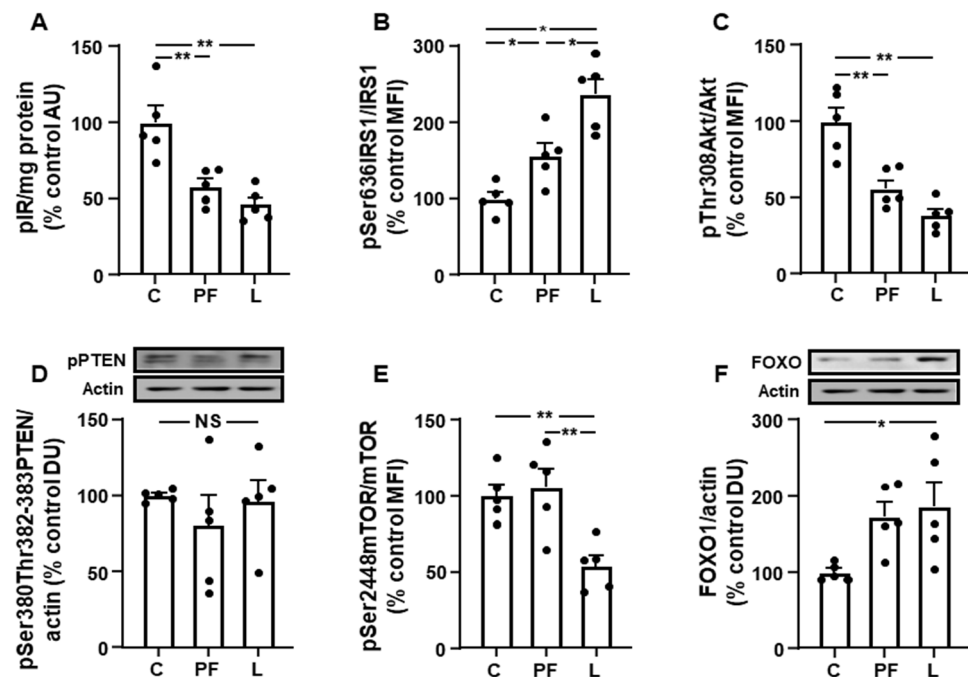 A
pIR/mg protein
(% control AU)
150
100
50
0
**
**
C PF L
B
pSer636IRS1/IRS1
(% control MFI)
300
200
100
0
*
* *
C PF L
C
pThr308Akt/Akt
(% control MFI)
150
100
50
0
**
**
C PF L
D
pPTEN
Actin
pSer380Thr382-383PTEN/
actin (% control DU)
150
100
50
0
NS
C PF L
E
pSer2448mTOR/mTOR
(% control MFI)
150
100
50
0
**
**
C PF L
F
FOXO
Actin
FOXO1/actin
(% control DU)
300
200
100
0
*
C PF L